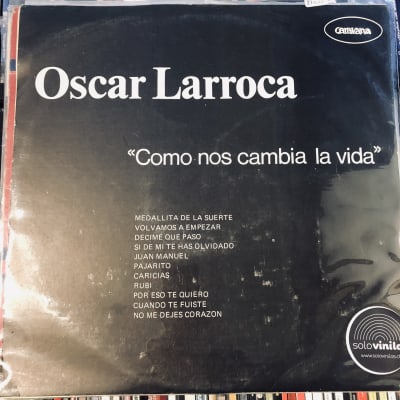 CAMUSIANA
Oscar Larroca
«Como nos cambia la vida»
MEDALLITA DE LA SUERTE
VOLVAMOS A EMPEZAR
DECIME QUE PASO
SI DE MI TE HAS OLVIDADO
JUAN MANUEL
PAJARITO
CARICIAS
RUBI
POR ESO TE QUIERO
CUANDO TE FUISTE
NO ME DEJES CORAZON
solovinilo